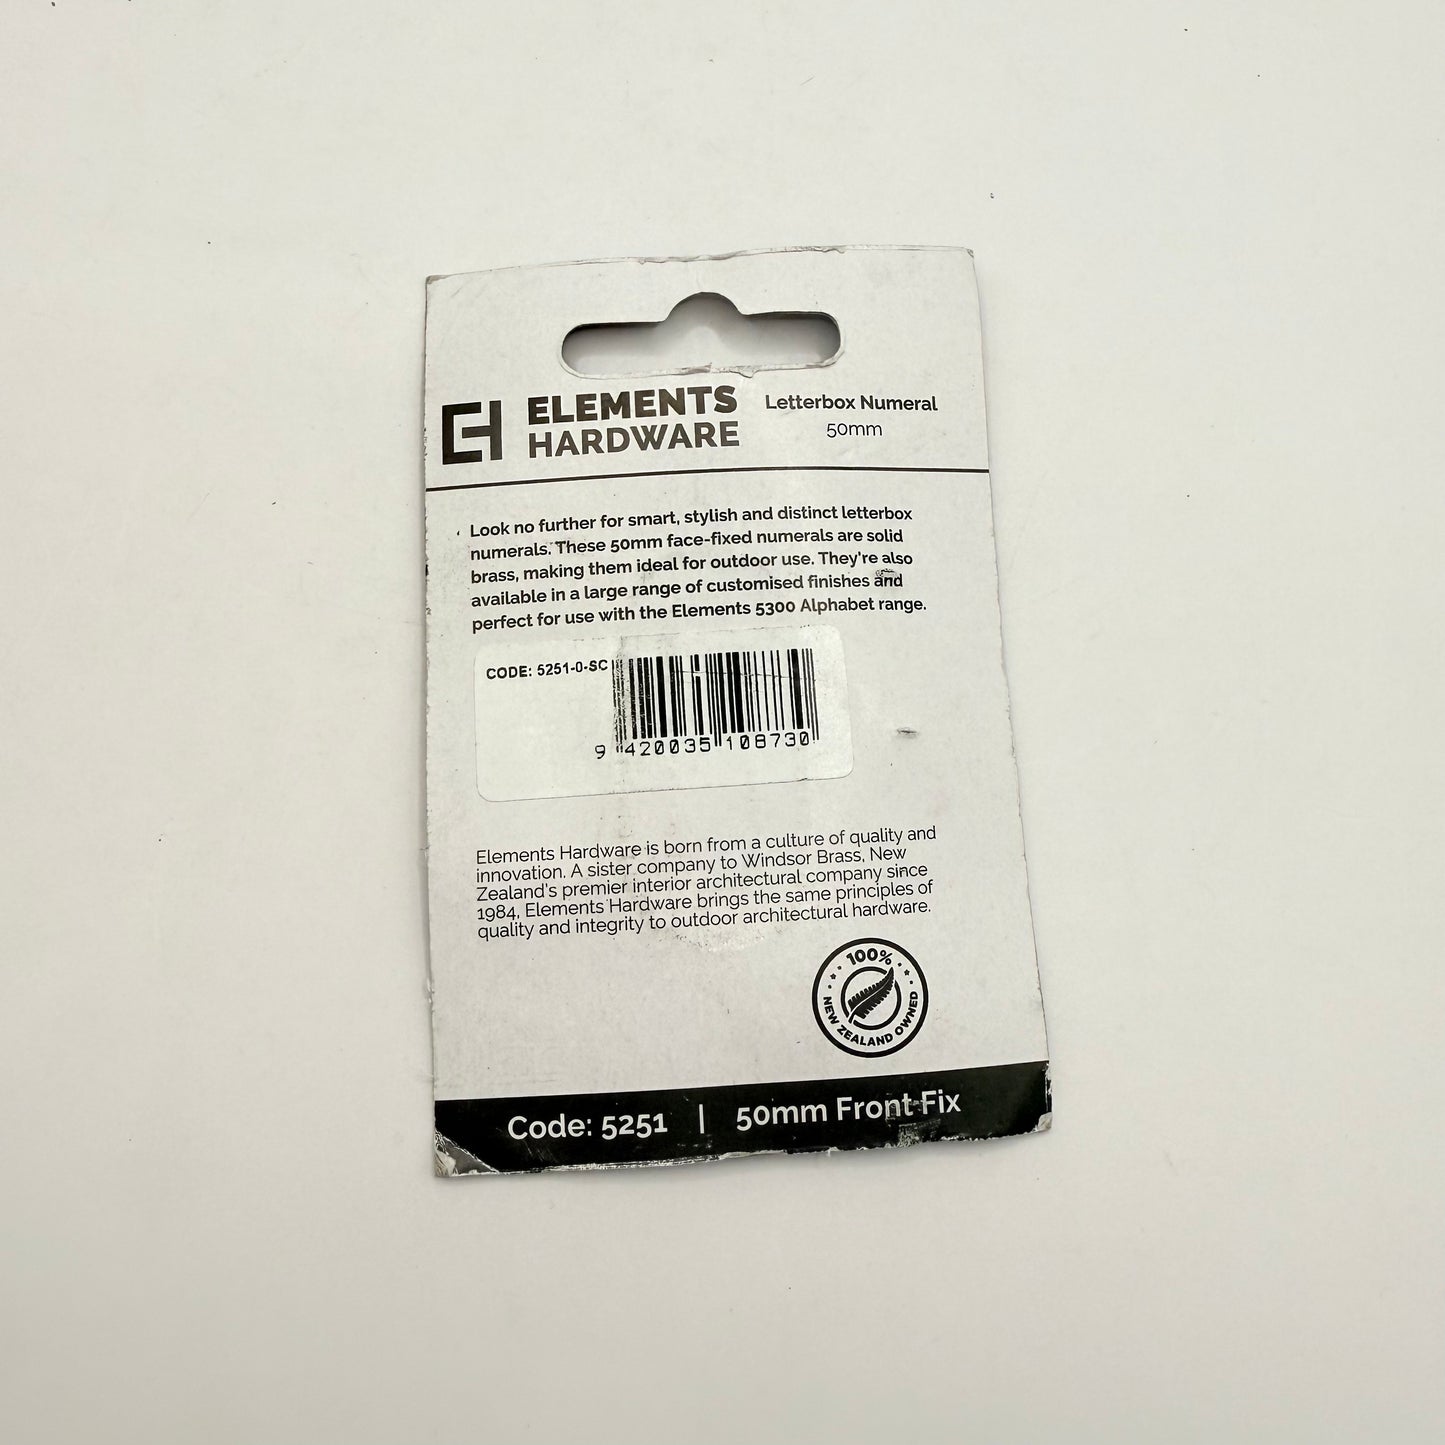 ELEMENTS
HARDWARE
Letterbox Numeral
50mm
Look no further for smart, stylish and distinct letterbox
numerals. These 50mm face-fixed numerals are solid
brass, making them ideal for outdoor use. They're also
available in a large range of customised finishes and
perfect for use with the Elements 5300 Alphabet range.
CODE: 5251-0-SC
9 420035 108730
Elements Hardware is born from a culture of quality and
innovation. A sister company to Windsor Brass, New
Zealand's premier interior architectural company since
1984, Elements Hardware brings the same principles of
quality and integrity to outdoor architectural hardware.
100%
NEW ZEALAND OWNED
Code: 5251 | 50mm Front Fix